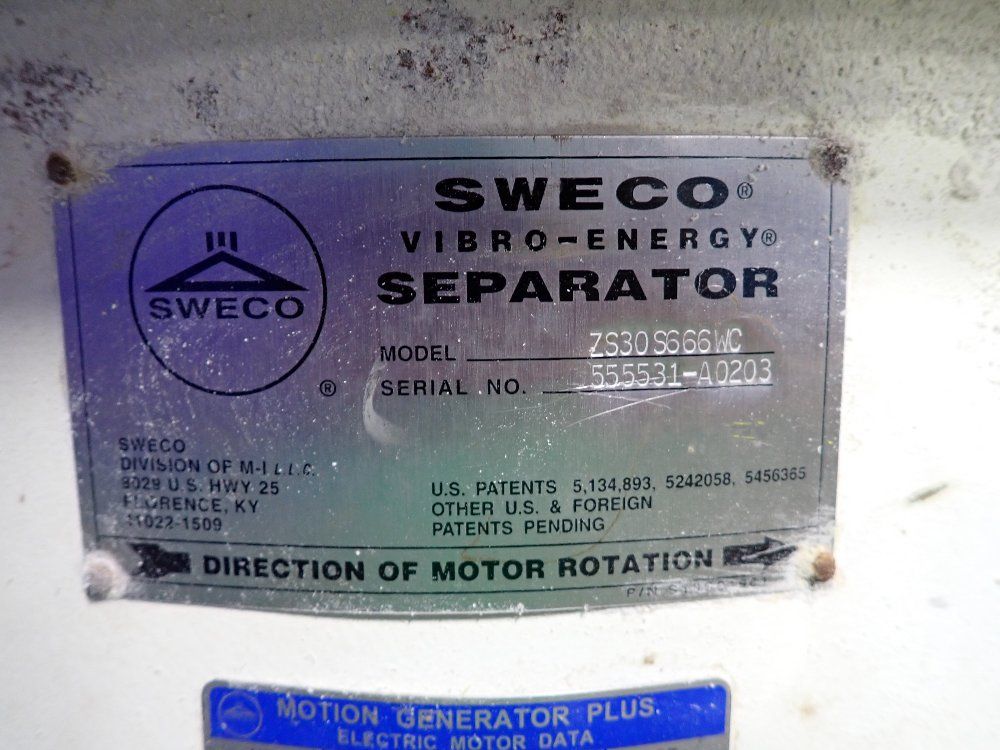 SWECO®
VIBRO-ENERGY®
SEPARATOR
SWECO
®
MODEL ZS30S666WC
SERIAL NO. 555531-A0203
SWECO
DIVISION OF M-I L.L.C.
8029 U.S. HWY 25
FLORENCE, KY
41022-1509
U.S. PATENTS 5,134,893, 5242058, 5456365
OTHER U.S. & FOREIGN
PATENTS PENDING
DIRECTION OF MOTOR ROTATION
P/N
MOTION GENERATOR PLUS
ELECTRIC MOTOR DATA